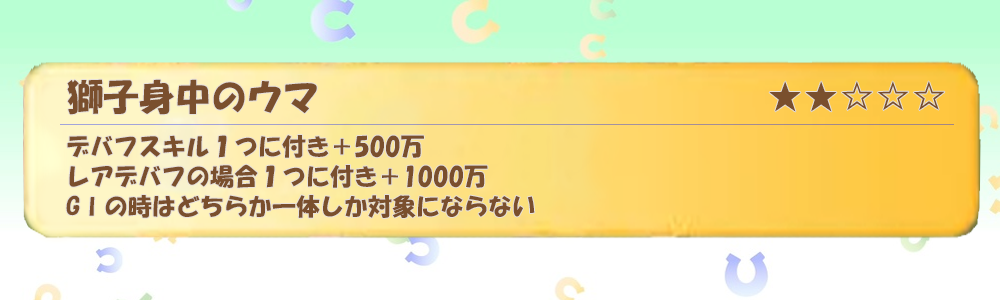 獅子身中のウマ ★★☆☆☆
デバフスキル1つに付き+500万
レアデバフの場合1つに付き+1000万
GⅠの時はどちらか一体しか対象にならない